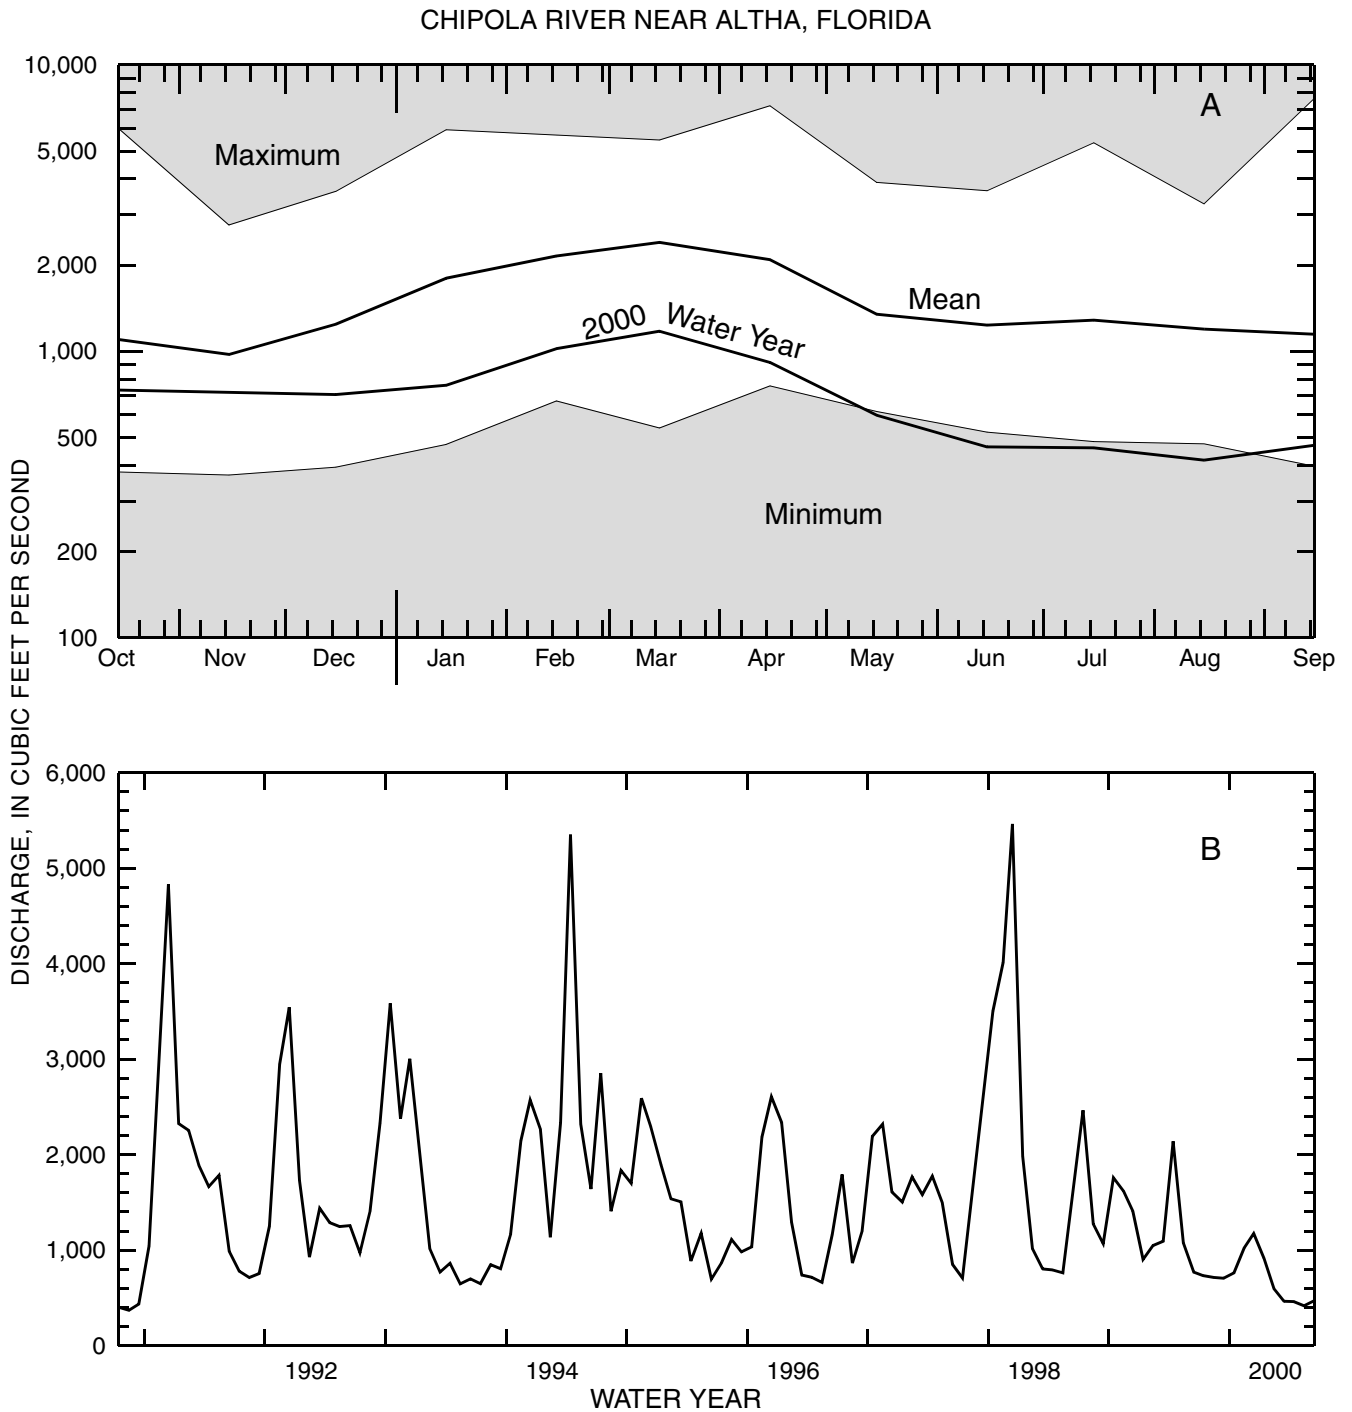 CHIPOLA RIVER NEAR ALTHA, FLORIDA
10,000
A
Maximum
5,000
2,000
Mean
2000 Water Year
1,000
500
Minimum
200
100
Oct Nov Dec Jan Feb Mar Apr May Jun Jul Aug Sep
DISCHARGE, IN CUBIC FEET PER SECOND
6,000
B
5,000
4,000
3,000
2,000
1,000
0
1992 1994 1996 1998 2000
WATER YEAR